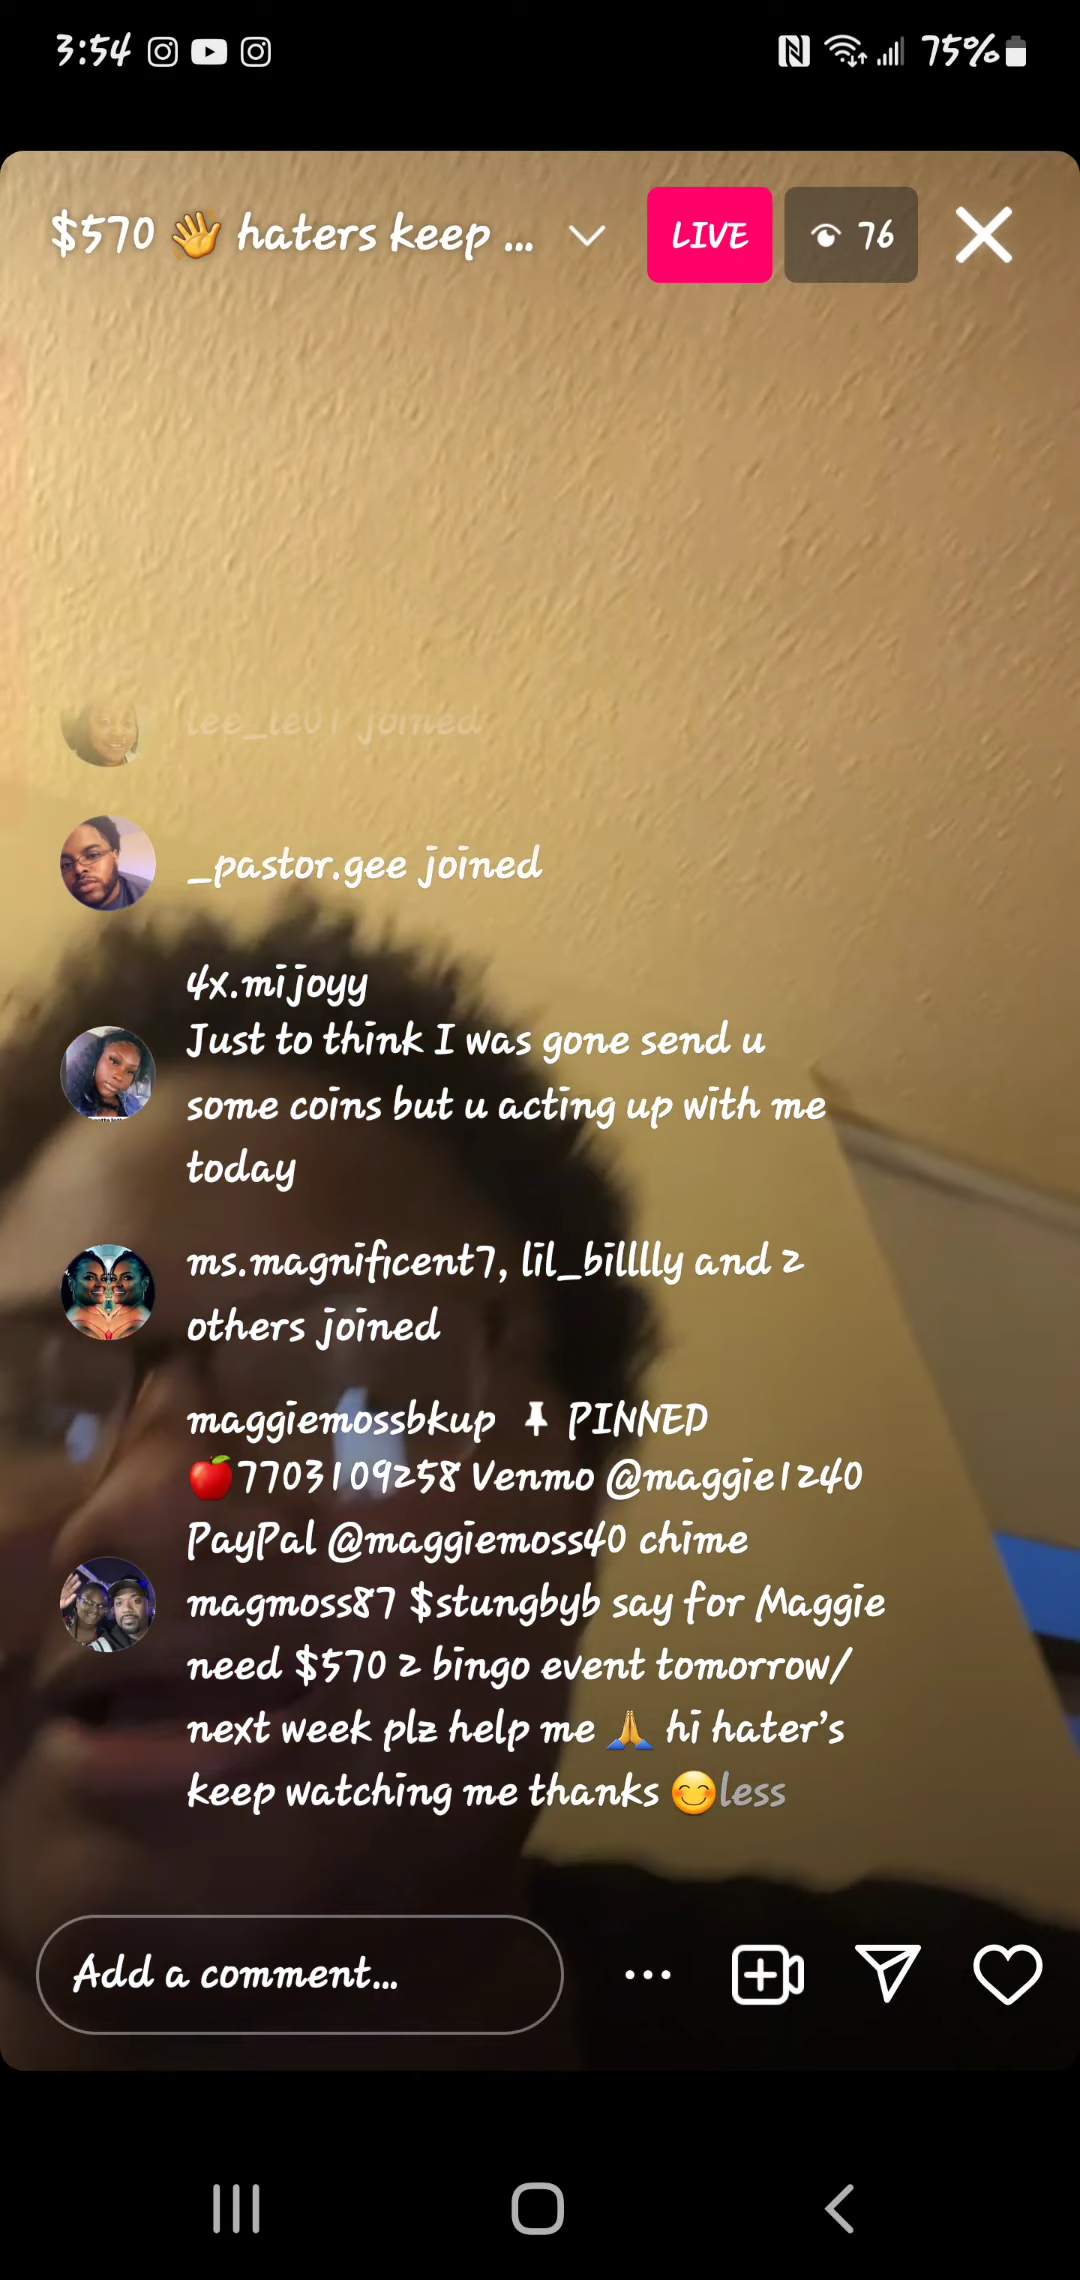 3:54 75%
$570 👋 haters keep ... LIVE 76
lee_le01 joined
_pastor.gee joined
4x.mijoyy
Just to think I was gone send u
some coins but u acting up with me
today
ms.magnificent7, lil_billlly and 2
others joined
maggiemossbkup PINNED
🍎7703109258 Venmo @maggie1240
PayPal @maggiemoss40 chime
magmoss87 $stungbyb say for Maggie
need $570 2 bingo event tomorrow/
next week plz help me 🙏 hi hater's
keep watching me thanks 😊less
Add a comment...